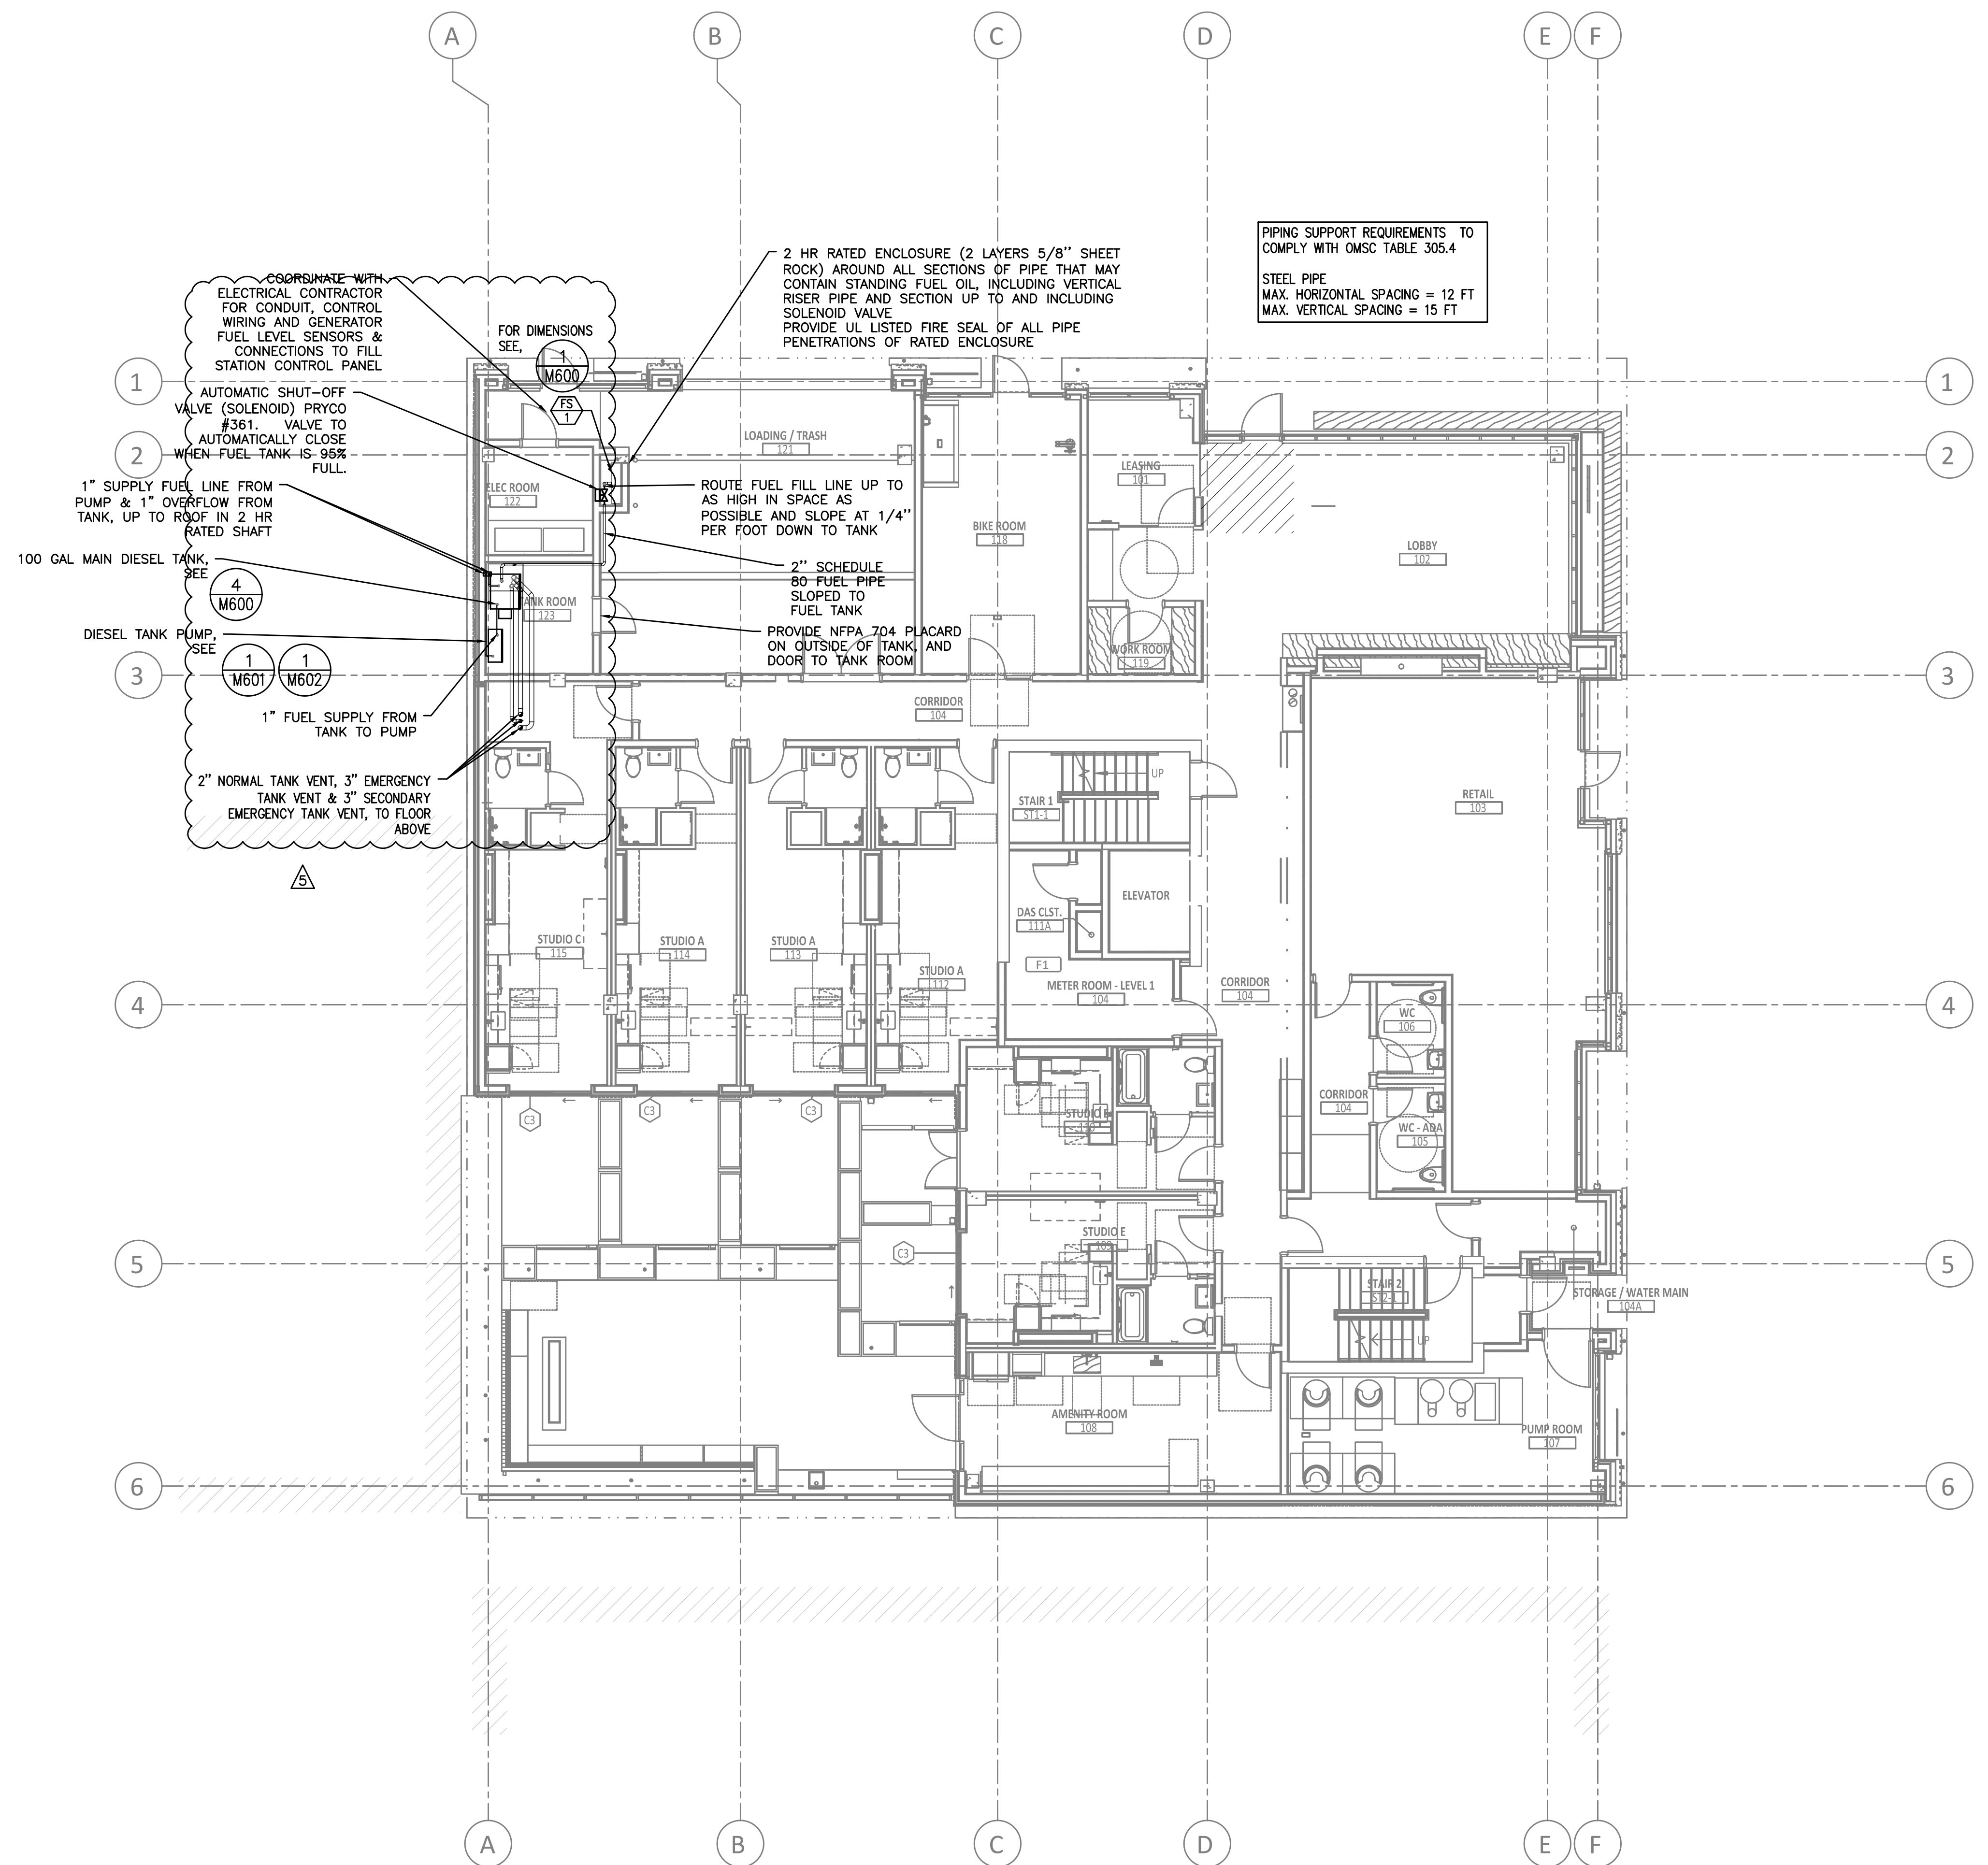 A
B
C
D
E
F
2 HR RATED ENCLOSURE (2 LAYERS 5/8" SHEET
ROCK) AROUND ALL SECTIONS OF PIPE THAT MAY
CONTAIN STANDING FUEL OIL, INCLUDING VERTICAL
RISER PIPE AND SECTION UP TO AND INCLUDING
SOLENOID VALVE
PROVIDE UL LISTED FIRE SEAL OF ALL PIPE
PENETRATIONS OF RATED ENCLOSURE
PIPING SUPPORT REQUIREMENTS TO
COMPLY WITH OMSC TABLE 305.4
STEEL PIPE
MAX. HORIZONTAL SPACING = 12 FT
MAX. VERTICAL SPACING = 15 FT
COORDINATE WITH
ELECTRICAL CONTRACTOR
FOR CONDUIT, CONTROL
WIRING AND GENERATOR
FUEL LEVEL SENSORS &
CONNECTIONS TO FILL
STATION CONTROL PANEL
FOR DIMENSIONS
SEE,
1
M600
FS
1
1
1
AUTOMATIC SHUT-OFF
VALVE (SOLENOID) PRYCO
#361. VALVE TO
AUTOMATICALLY CLOSE
WHEN FUEL TANK IS 95%
FULL.
2
2
1" SUPPLY FUEL LINE FROM
PUMP & 1" OVERFLOW FROM
TANK, UP TO ROOF IN 2 HR
RATED SHAFT
100 GAL MAIN DIESEL TANK,
SEE
4
M600
DIESEL TANK PUMP,
SEE
1
M601
1
M602
3
3
1" FUEL SUPPLY FROM
TANK TO PUMP
2" NORMAL TANK VENT, 3" EMERGENCY
TANK VENT & 3" SECONDARY
EMERGENCY TANK VENT, TO FLOOR
ABOVE
5
ROUTE FUEL FILL LINE UP TO
AS HIGH IN SPACE AS
POSSIBLE AND SLOPE AT 1/4"
PER FOOT DOWN TO TANK
2" SCHEDULE
80 FUEL PIPE
SLOPED TO
FUEL TANK
PROVIDE NFPA 704 PLACARD
ON OUTSIDE OF TANK, AND
DOOR TO TANK ROOM
LOADING / TRASH
121
ELEC ROOM
122
TANK ROOM
123
BIKE ROOM
118
LEASING
101
LOBBY
102
WORK ROOM
119
CORRIDOR
104
STAIR 1
ST1-1
UP
RETAIL
103
ELEVATOR
DAS CLST.
111A
F1
METER ROOM - LEVEL 1
104
CORRIDOR
104
STUDIO C
115
STUDIO A
114
STUDIO A
113
STUDIO A
112
4
4
WC
106
CORRIDOR
104
WC - ADA
105
C3
C3
C3
C3
STUDIO E
110
STUDIO E
109
5
5
STAIR 2
ST2-1
UP
STORAGE / WATER MAIN
104A
AMENITY ROOM
108
PUMP ROOM
107
6
6
A
B
C
D
E
F